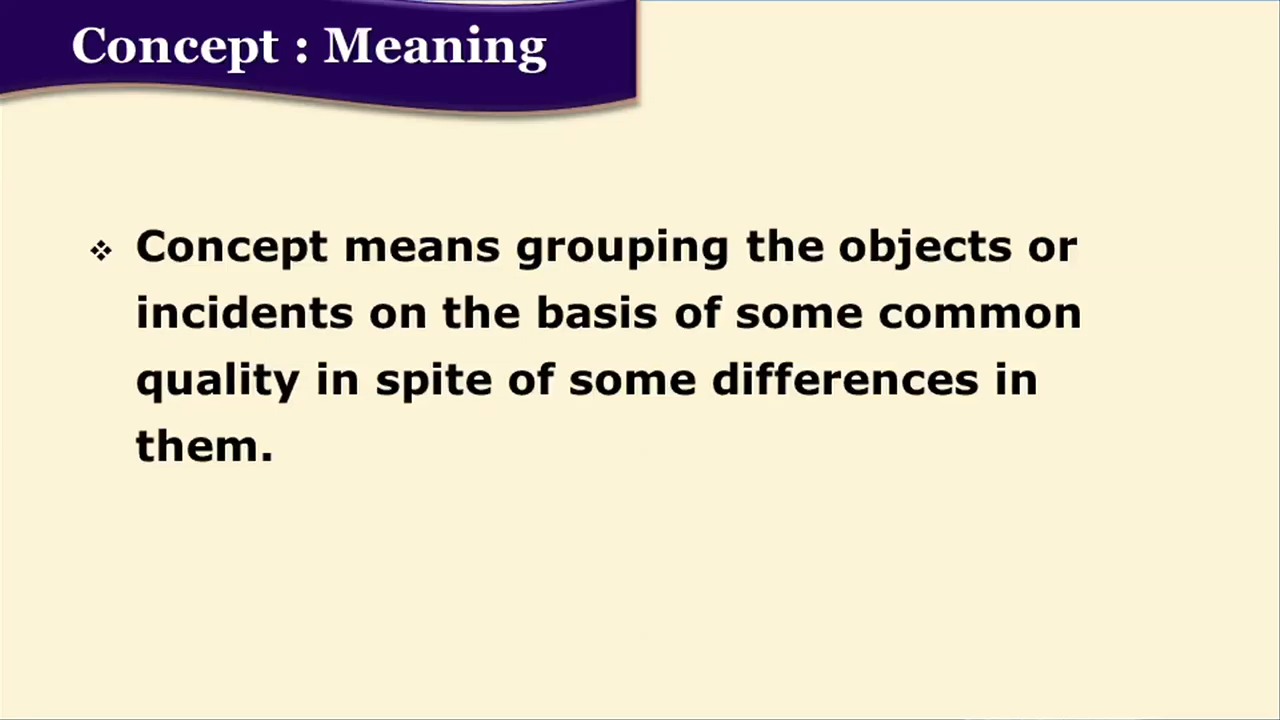 Concept : Meaning
❖ Concept means grouping the objects or
incidents on the basis of some common
quality in spite of some differences in
them.